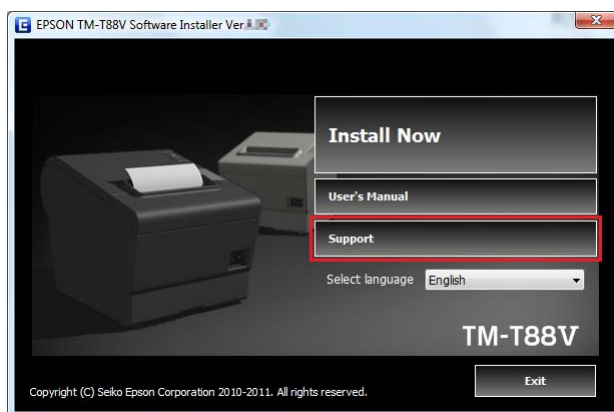 EPSON TM-T88V Software Installer Ver
Install Now
User's Manual
Support
Select language English
TM-T88V
Copyright (C) Seiko Epson Corporation 2010-2011. All rights reserved.
Exit